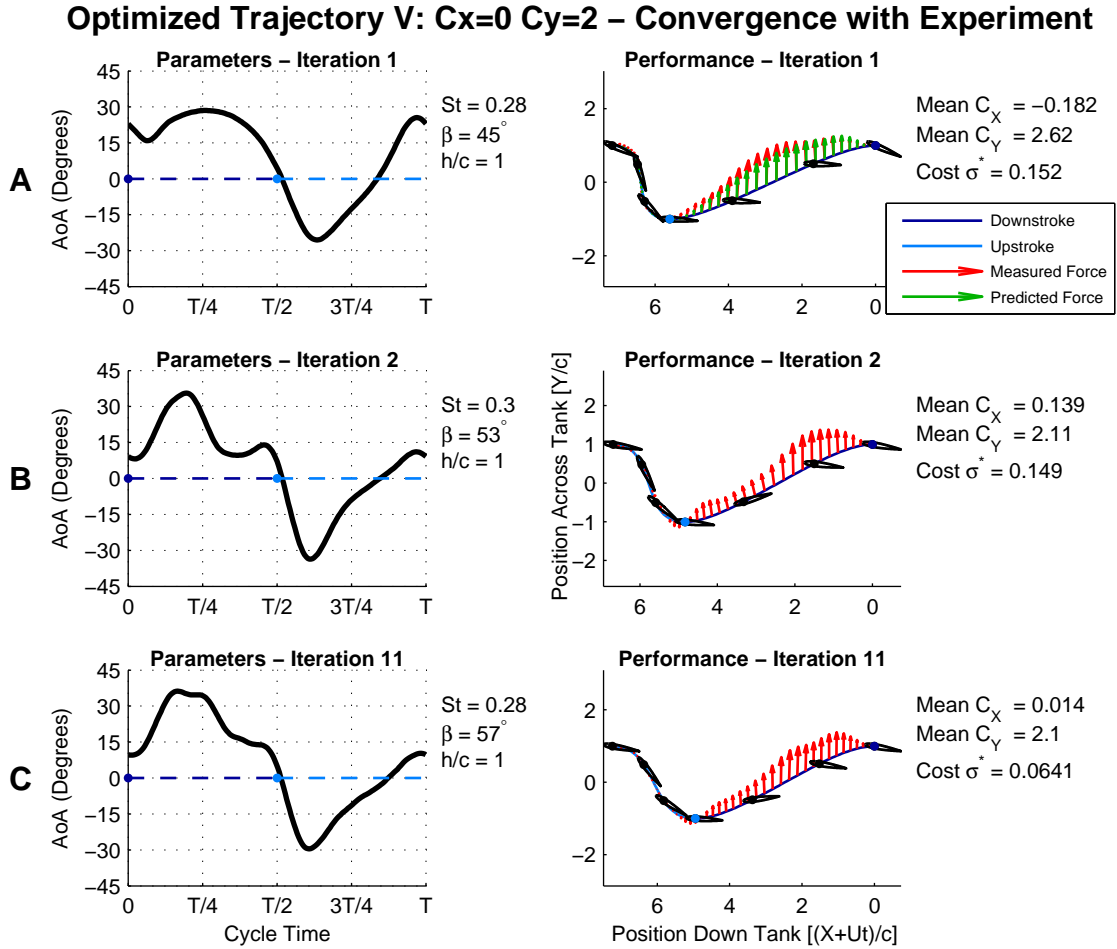 Optimized Trajectory V: Cx=0 Cy=2 – Convergence with Experiment
A
Parameters – Iteration 1
AoA (Degrees)
45
30
15
0
−15
−30
−45
0 T/4 T/2 3T/4 T
St = 0.28
β = 45°
h/c = 1
Performance – Iteration 1
2
0
−2
6 4 2 0
Mean C_X = −0.182
Mean C_Y = 2.62
Cost σ* = 0.152
Downstroke
Upstroke
Measured Force
Predicted Force
B
Parameters – Iteration 2
AoA (Degrees)
45
30
15
0
−15
−30
−45
0 T/4 T/2 3T/4 T
St = 0.3
β = 53°
h/c = 1
Performance – Iteration 2
Position Across Tank [Y/c]
2
1
0
−1
−2
6 4 2 0
Mean C_X = 0.139
Mean C_Y = 2.11
Cost σ* = 0.149
C
Parameters – Iteration 11
AoA (Degrees)
45
30
15
0
−15
−30
−45
0 T/4 T/2 3T/4 T
Cycle Time
St = 0.28
β = 57°
h/c = 1
Performance – Iteration 11
2
0
−2
6 4 2 0
Position Down Tank [(X+Ut)/c]
Mean C_X = 0.014
Mean C_Y = 2.1
Cost σ* = 0.0641